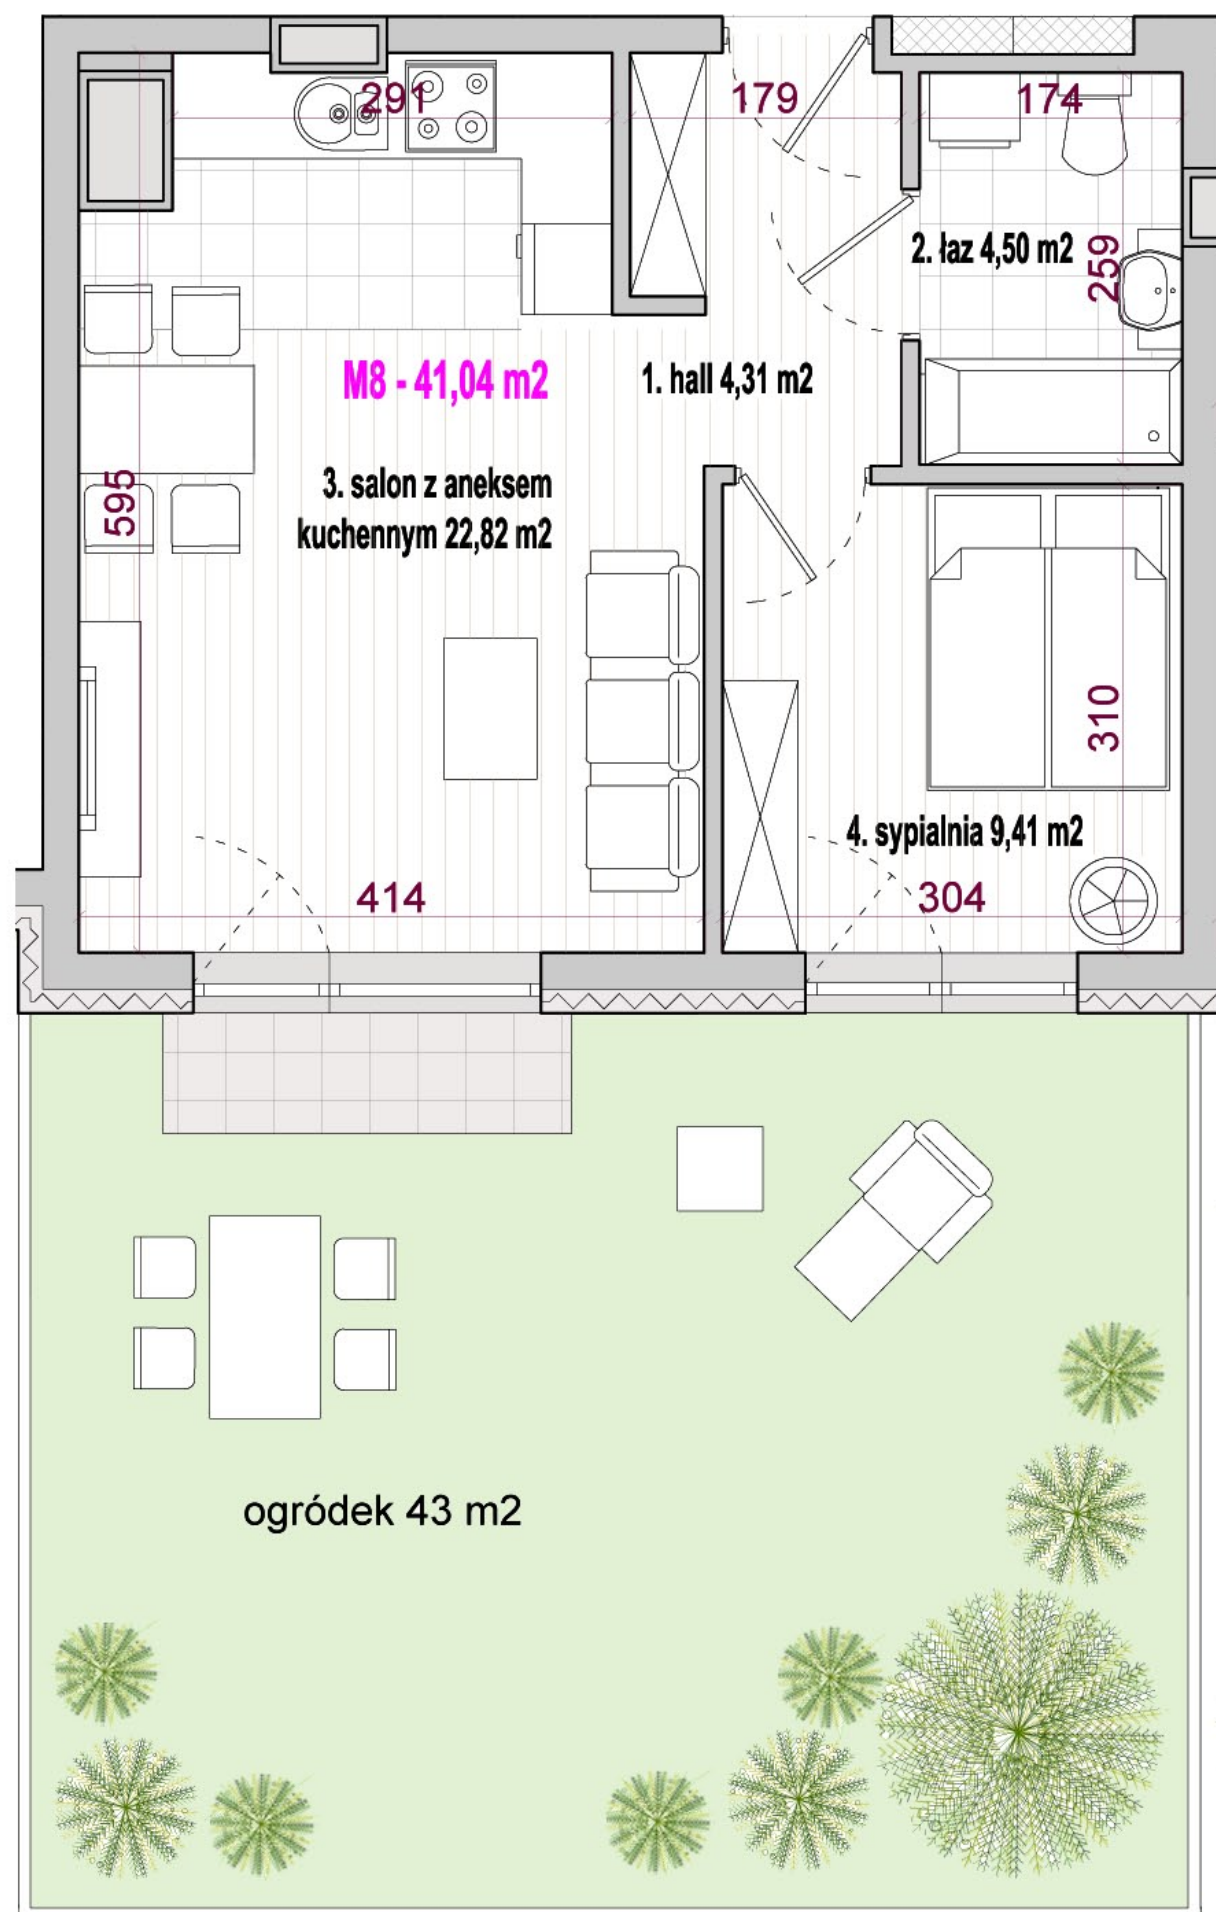 291
179
174
2. łaz 4,50 m2
259
M8 - 41,04 m2
1. hall 4,31 m2
3. salon z aneksem
kuchennym 22,82 m2
595
310
4. sypialnia 9,41 m2
414
304
ogródek 43 m2